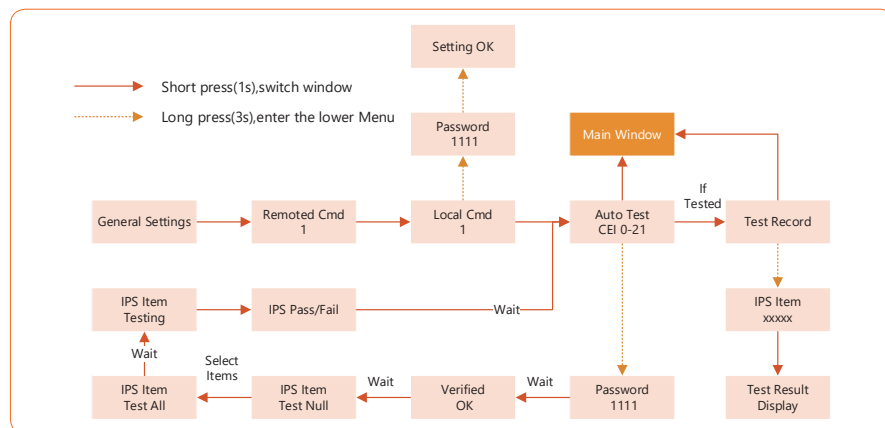 Setting OK
Short press(1s),switch window
Long press(3s),enter the lower Menu
Password
1111
Main Window
If
Tested
General Settings
Remoted Cmd
1
Local Cmd
1
Auto Test
CEI 0-21
Test Record
IPS Item
Testing
IPS Pass/Fail
Wait
IPS Item
xxxxx
Wait
Select
Items
Wait
Wait
IPS Item
Test All
IPS Item
Test Null
Verified
OK
Password
1111
Test Result
Display